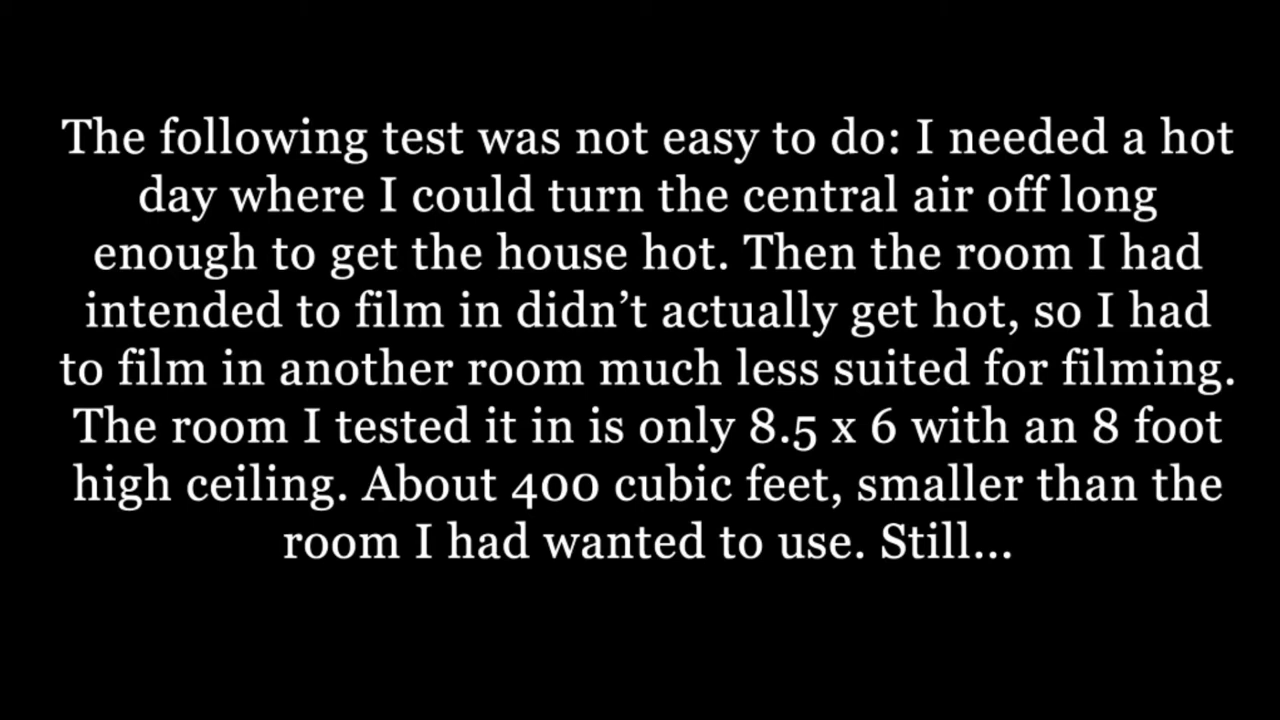 The following test was not easy to do: I needed a hot
day where I could turn the central air off long
enough to get the house hot. Then the room I had
intended to film in didn’t actually get hot, so I had
to film in another room much less suited for filming.
The room I tested it in is only 8.5 x 6 with an 8 foot
high ceiling. About 400 cubic feet, smaller than the
room I had wanted to use. Still...